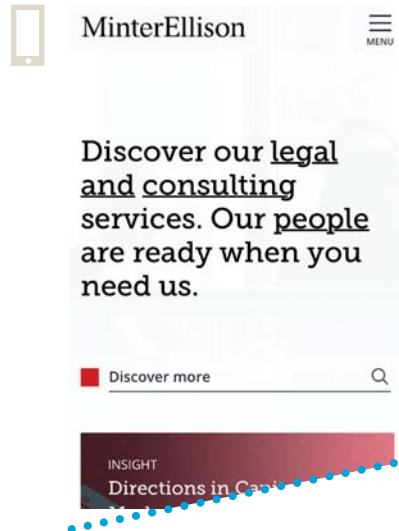 MinterEllison
MENU
Discover our legal
and consulting
services. Our people
are ready when you
need us.
Discover more
INSIGHT
Directions in